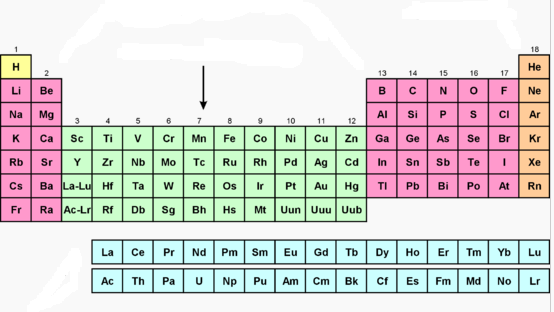 1 18
H He
2 13 14 15 16 17
Li Be B C N O F Ne
Na Mg Al Si P S Cl Ar
3 4 5 6 7 8 9 10 11 12
K Ca Sc Ti V Cr Mn Fe Co Ni Cu Zn Ga Ge As Se Br Kr
Rb Sr Y Zr Nb Mo Tc Ru Rh Pd Ag Cd In Sn Sb Te I Xe
Cs Ba La-Lu Hf Ta W Re Os Ir Pt Au Hg Tl Pb Bi Po At Rn
Fr Ra Ac-Lr Rf Db Sg Bh Hs Mt Uun Uuu Uub
La Ce Pr Nd Pm Sm Eu Gd Tb Dy Ho Er Tm Yb Lu
Ac Th Pa U Np Pu Am Cm Bk Cf Es Fm Md No Lr